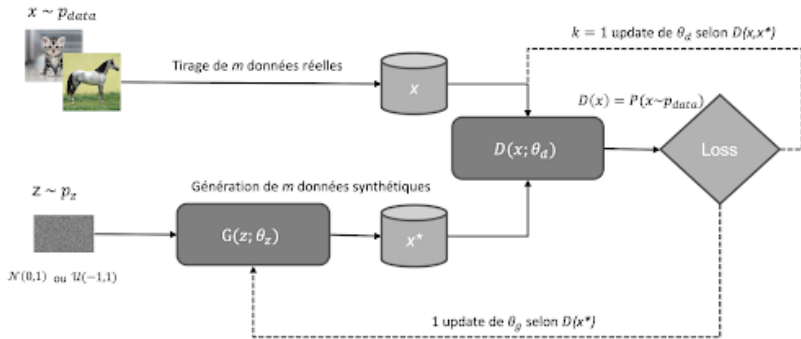 x ~ p_data
k = 1 update de θ_d selon D(x,x*)
Tirage de m données réelles
x
D(x) = P(x~p_data)
D(x; θ_d)
Loss
z ~ p_z
Génération de m données synthétiques
G(z; θ_z)
x*
𝒩(0,1) ou 𝒰(−1,1)
1 update de θ_g selon D(x*)